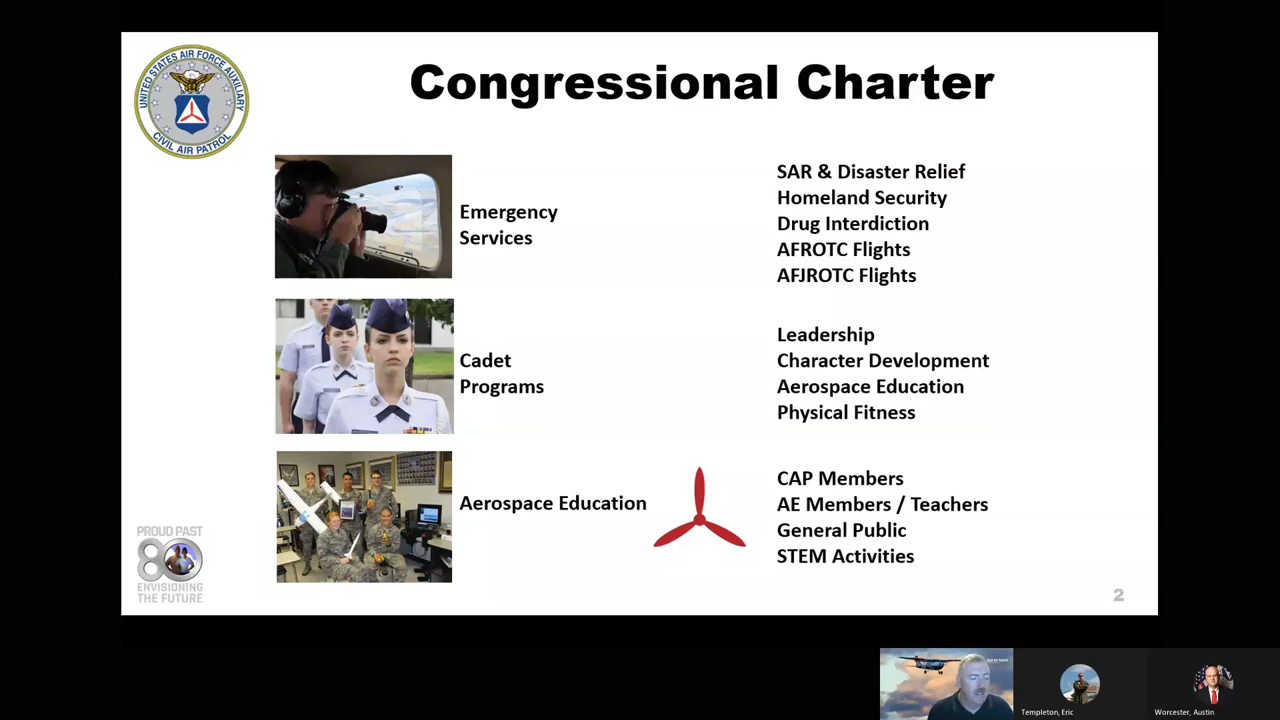 Congressional Charter
UNITED STATES AIR FORCE AUXILIARY
CIVIL AIR PATROL
Emergency
Services
SAR & Disaster Relief
Homeland Security
Drug Interdiction
AFROTC Flights
AFJROTC Flights
Cadet
Programs
Leadership
Character Development
Aerospace Education
Physical Fitness
Aerospace Education
CAP Members
AE Members / Teachers
General Public
STEM Activities
PROUD PAST
80
ENVISIONING
THE FUTURE
2
Templeton, Eric
Worcester, Austin